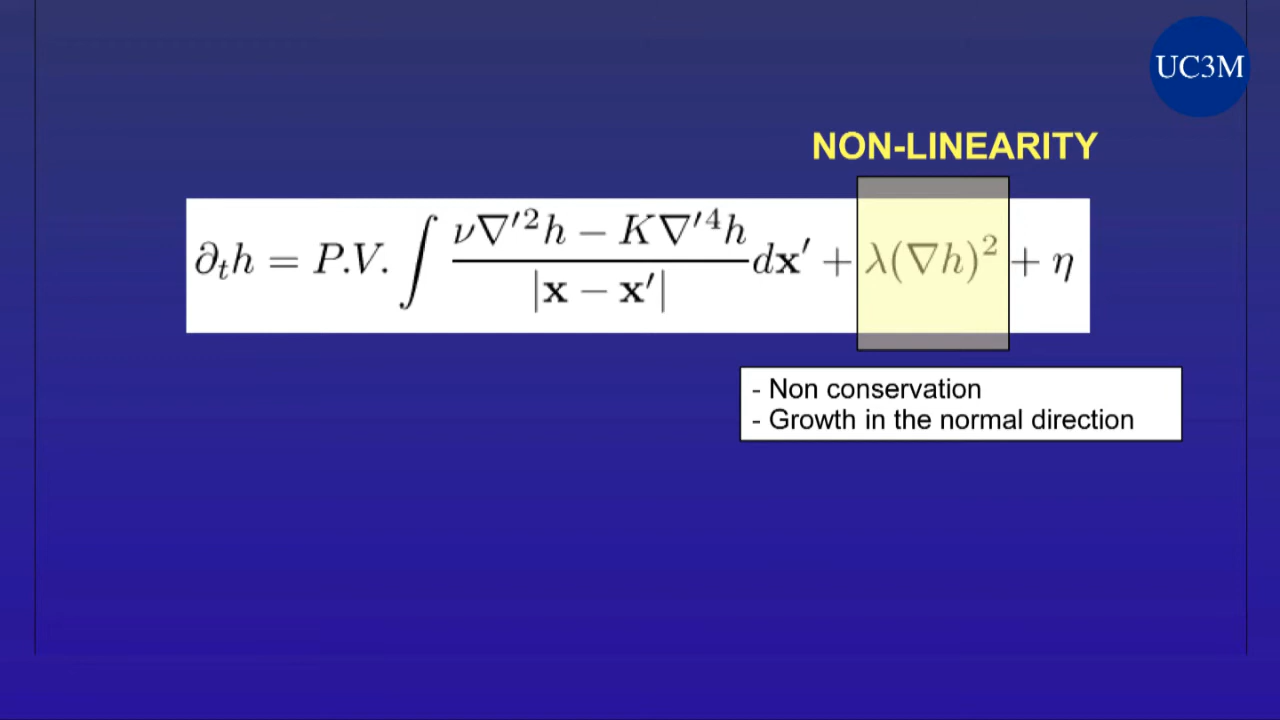 UC3M
NON-LINEARITY
∂ₜh = P.V. ∫ (ν∇′²h − K∇′⁴h) / |x − x′| dx′ + λ(∇h)² + η
- Non conservation
- Growth in the normal direction